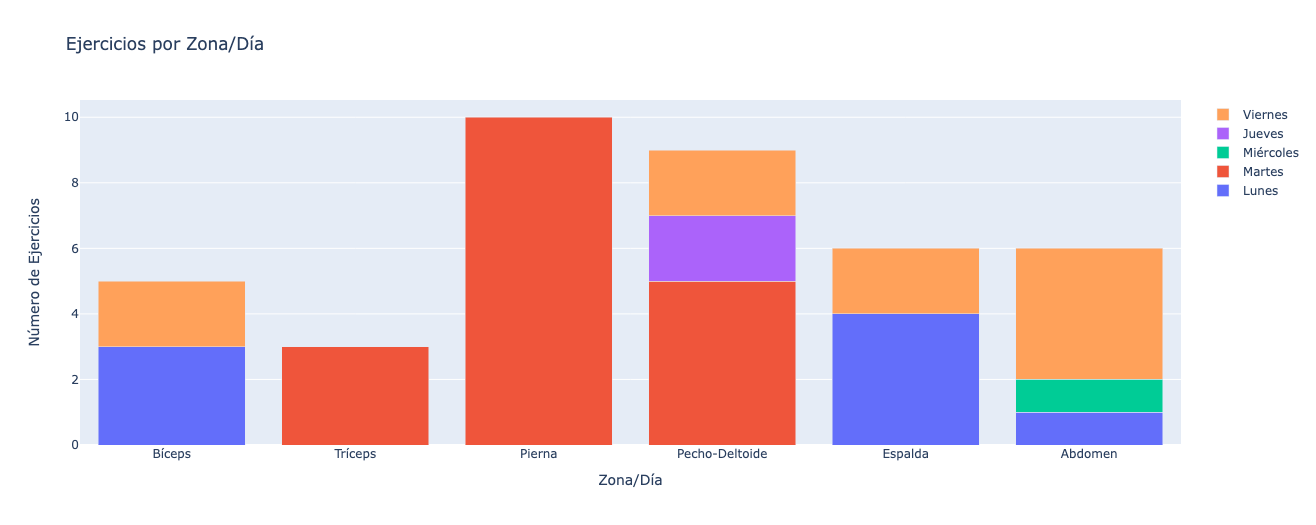 Ejercicios por Zona/Día
Número de Ejercicios
10
8
6
4
2
0
Bíceps
Tríceps
Pierna
Pecho-Deltoide
Espalda
Abdomen
Zona/Día
Viernes
Jueves
Miércoles
Martes
Lunes